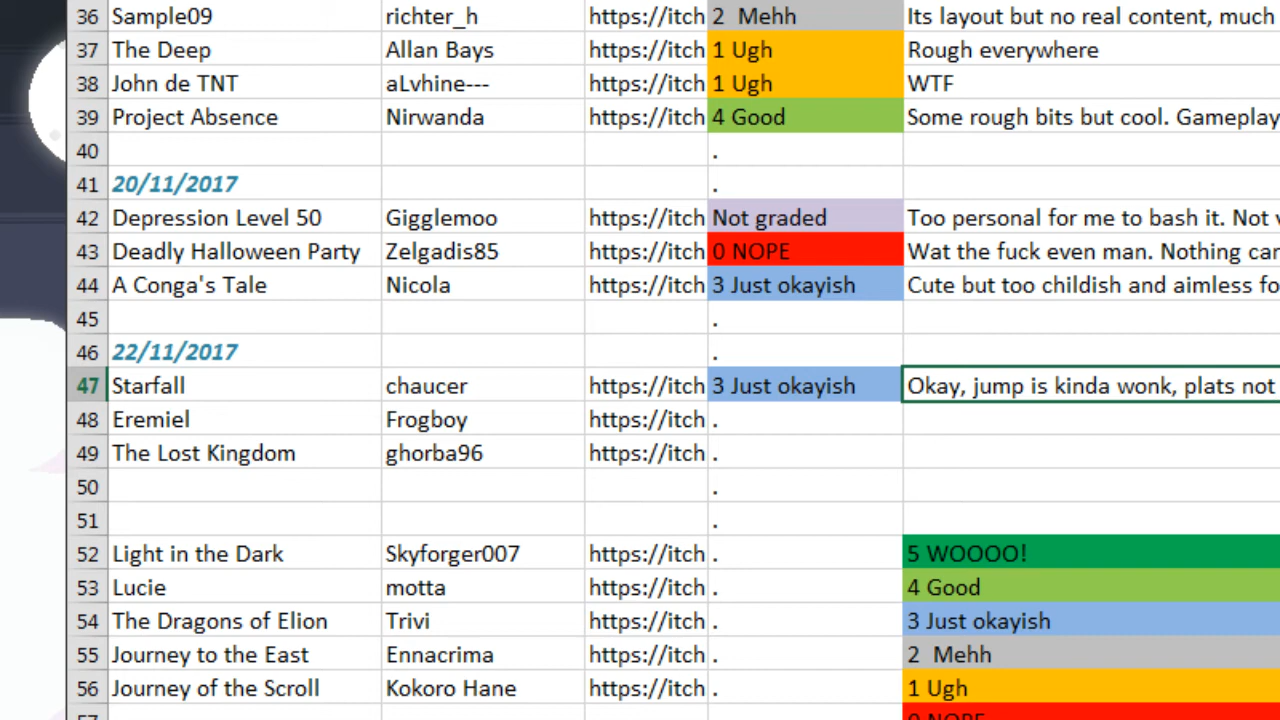 36 Sample09 richter_h https://itch 2 Mehh Its layout but no real content, much
37 The Deep Allan Bays https://itch 1 Ugh Rough everywhere
38 John de TNT aLvhine--- https://itch 1 Ugh WTF
39 Project Absence Nirwanda https://itch 4 Good Some rough bits but cool. Gameplay
40 .
41 20/11/2017 .
42 Depression Level 50 Gigglemoo https://itch Not graded Too personal for me to bash it. Not v
43 Deadly Halloween Party Zelgadis85 https://itch 0 NOPE Wat the fuck even man. Nothing can
44 A Conga's Tale Nicola https://itch 3 Just okayish Cute but too childish and aimless fo
45 .
46 22/11/2017 .
47 Starfall chaucer https://itch 3 Just okayish Okay, jump is kinda wonk, plats not
48 Eremiel Frogboy https://itch .
49 The Lost Kingdom ghorba96 https://itch .
50 .
51 .
52 Light in the Dark Skyforger007 https://itch . 5 WOOOO!
53 Lucie motta https://itch . 4 Good
54 The Dragons of Elion Trivi https://itch . 3 Just okayish
55 Journey to the East Ennacrima https://itch . 2 Mehh
56 Journey of the Scroll Kokoro Hane https://itch . 1 Ugh
57 0 NOPE